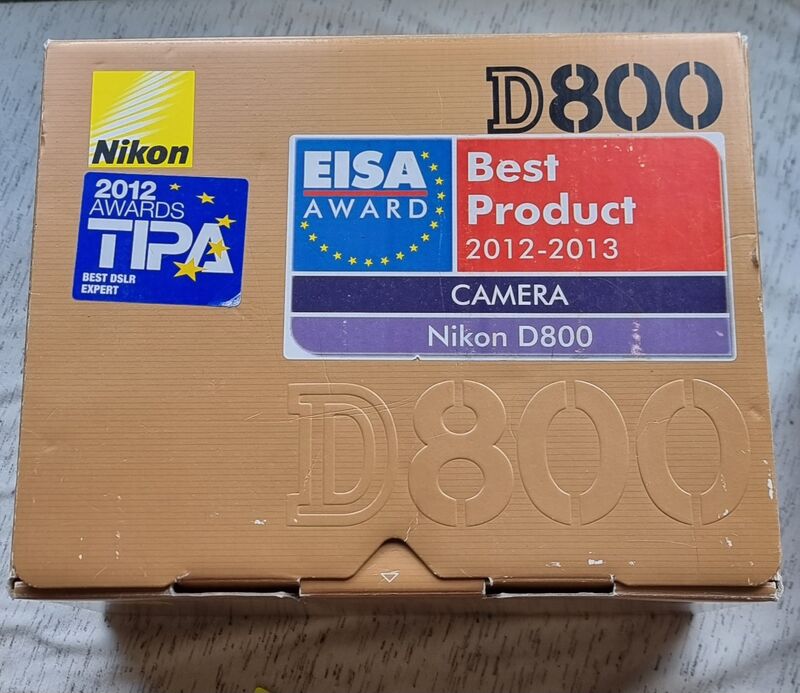 Nikon
D800
2012
AWARDS
TIPA
BEST DSLR
EXPERT
EISA
AWARD
Best
Product
2012-2013
CAMERA
Nikon D800
D800